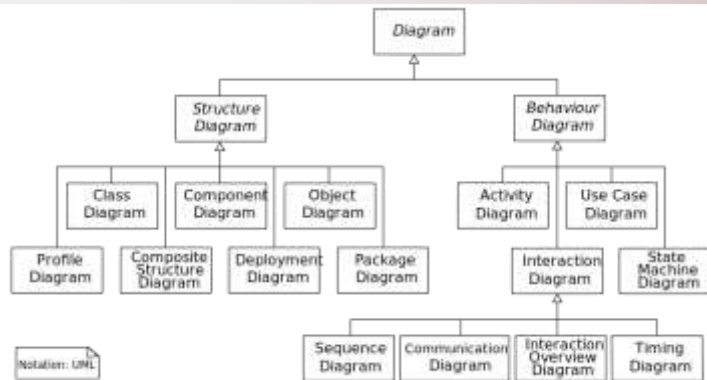 Diagram
Structure
Diagram
Behaviour
Diagram
Class
Diagram
Component
Diagram
Object
Diagram
Activity
Diagram
Use Case
Diagram
Profile
Diagram
Composite
Structure
Diagram
Deployment
Diagram
Package
Diagram
Interaction
Diagram
State
Machine
Diagram
Sequence
Diagram
Communication
Diagram
Interaction
Overview
Diagram
Timing
Diagram
Notation: UML